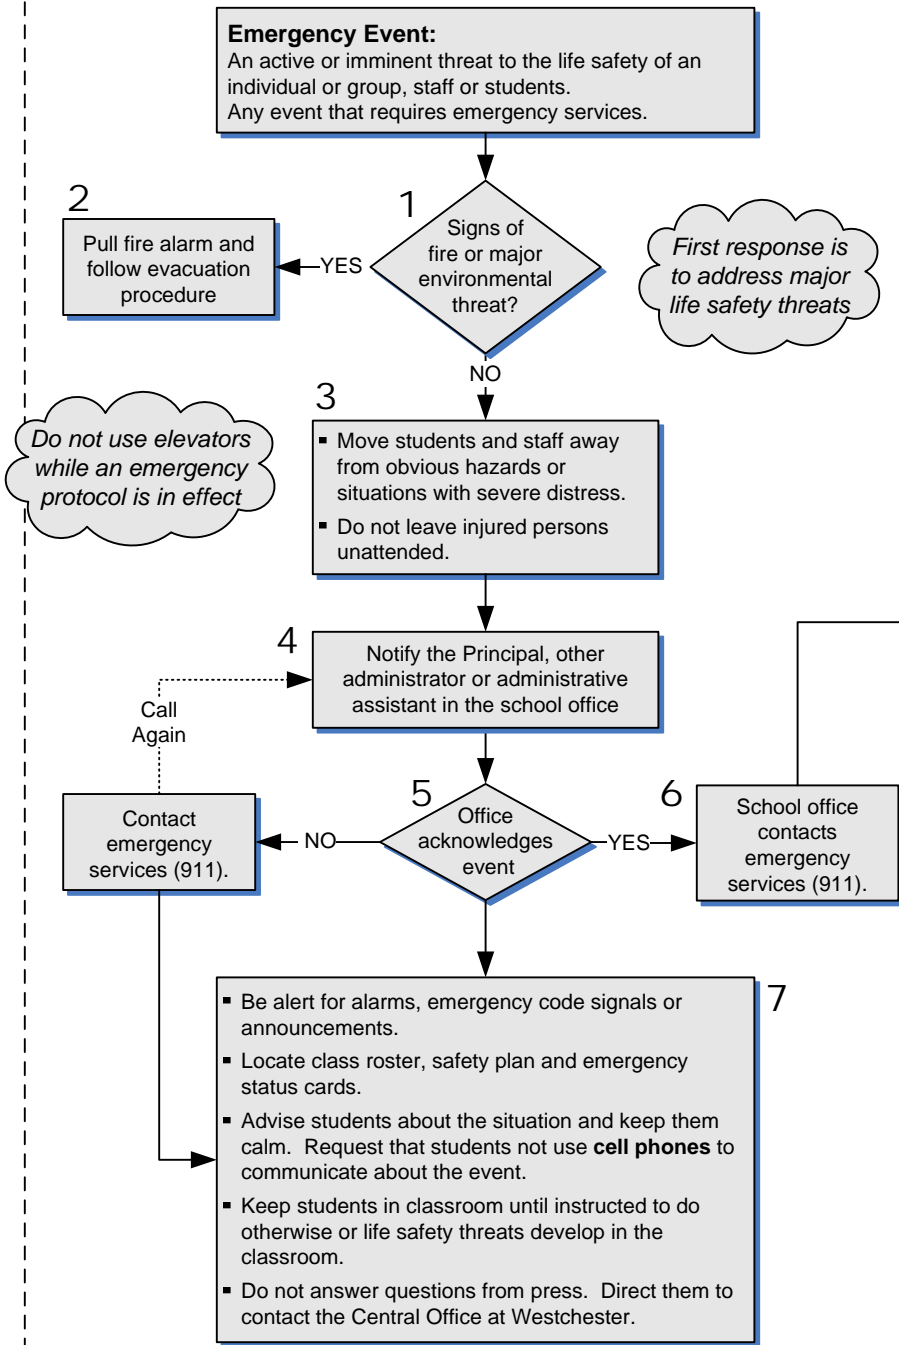 Emergency Event:
An active or imminent threat to the life safety of an
individual or group, staff or students.
Any event that requires emergency services.
1
Signs of
fire or major
environmental
threat?
YES
2
Pull fire alarm and
follow evacuation
procedure
First response is
to address major
life safety threats
NO
3
▪ Move students and staff away
from obvious hazards or
situations with severe distress.
▪ Do not leave injured persons
unattended.
Do not use elevators
while an emergency
protocol is in effect
4
Notify the Principal, other
administrator or administrative
assistant in the school office
Call
Again
5
Office
acknowledges
event
NO
Contact
emergency
services (911).
YES
6
School office
contacts
emergency
services (911).
7
▪ Be alert for alarms, emergency code signals or
announcements.
▪ Locate class roster, safety plan and emergency
status cards.
▪ Advise students about the situation and keep them
calm.  Request that students not use cell phones to
communicate about the event.
▪ Keep students in classroom until instructed to do
otherwise or life safety threats develop in the
classroom.
▪ Do not answer questions from press.  Direct them to
contact the Central Office at Westchester.